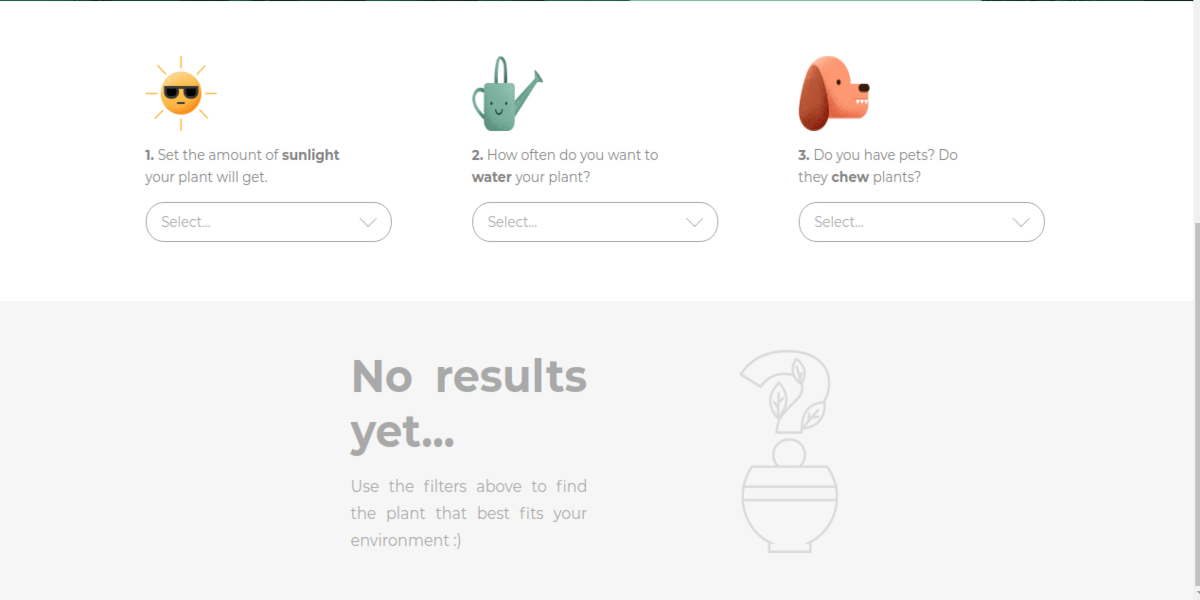 1. Set the amount of sunlight
your plant will get.
Select...
2. How often do you want to
water your plant?
Select...
3. Do you have pets? Do
they chew plants?
Select...
No results
yet...
Use the filters above to find
the plant that best fits your
environment :)